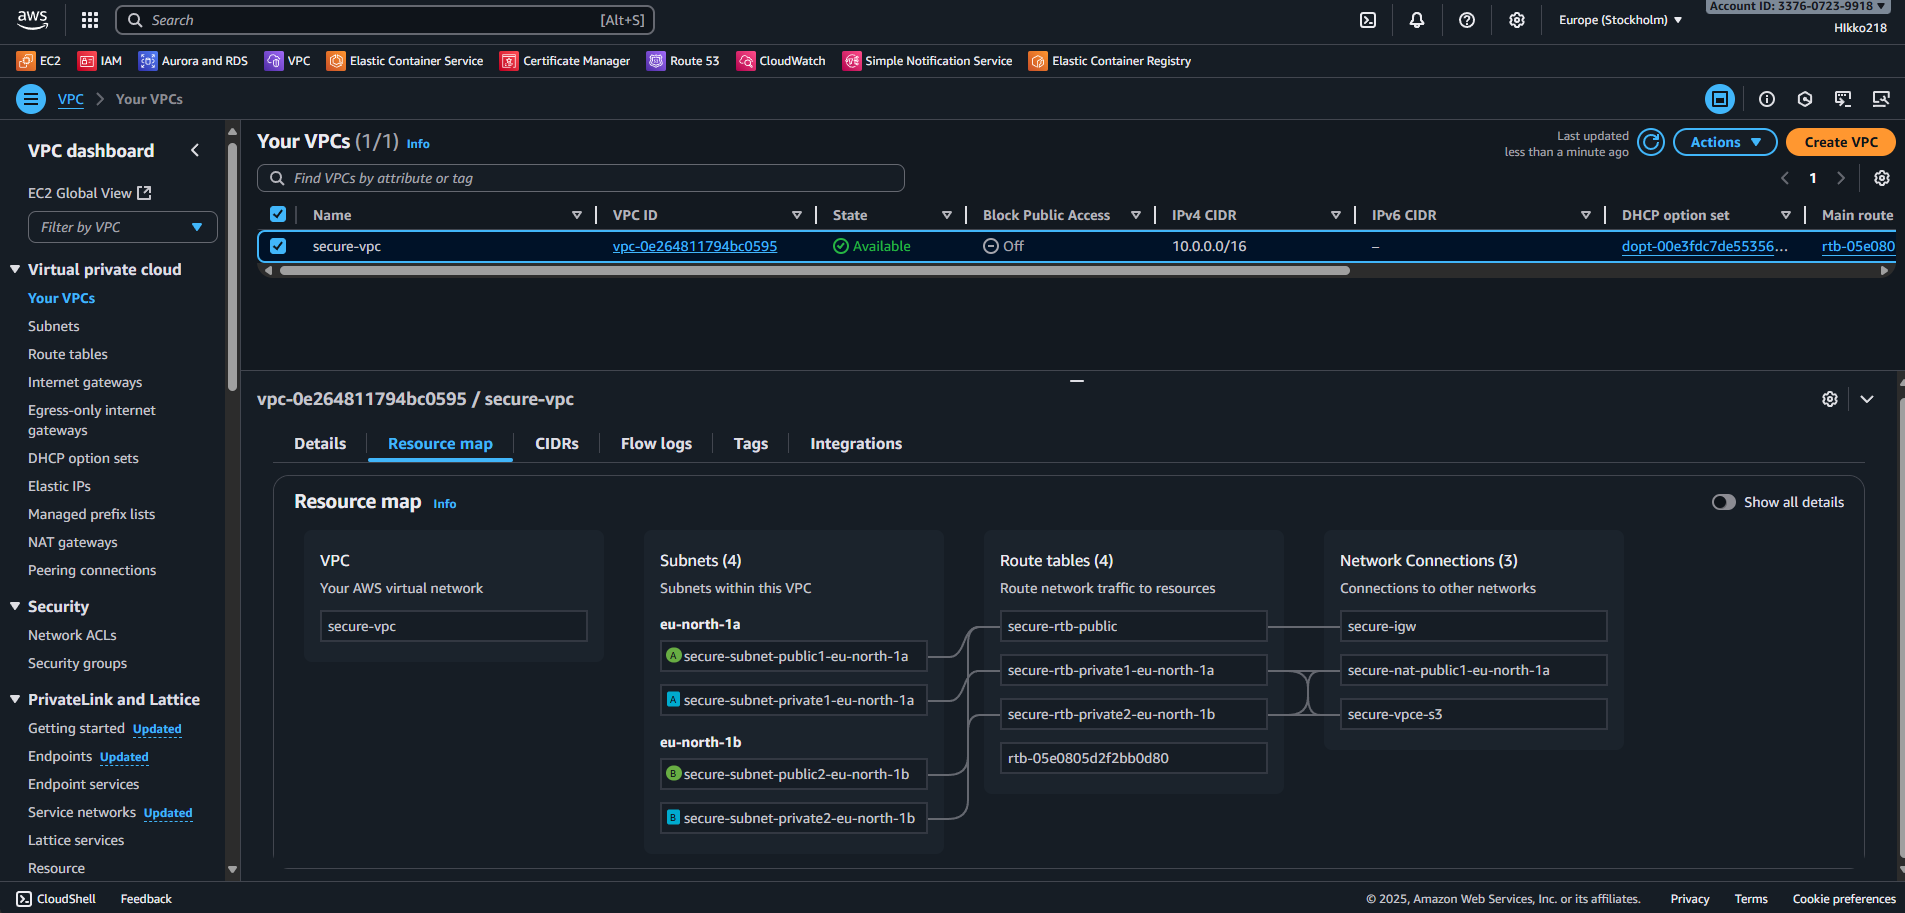 aws
Search [Alt+S]
Europe (Stockholm)
Account ID: 3376-0723-9918
HIkko218
EC2 IAM Aurora and RDS VPC Elastic Container Service Certificate Manager Route 53 CloudWatch Simple Notification Service Elastic Container Registry
VPC Your VPCs
VPC dashboard
EC2 Global View
Filter by VPC
Virtual private cloud
Your VPCs
Subnets
Route tables
Internet gateways
Egress-only internet
gateways
DHCP option sets
Elastic IPs
Managed prefix lists
NAT gateways
Peering connections
Security
Network ACLs
Security groups
PrivateLink and Lattice
Getting started Updated
Endpoints Updated
Endpoint services
Service networks Updated
Lattice services
Resource
Your VPCs (1/1) Info
Last updated
less than a minute ago
Actions
Create VPC
Find VPCs by attribute or tag
1
Name VPC ID State Block Public Access IPv4 CIDR IPv6 CIDR DHCP option set Main route
secure-vpc vpc-0e264811794bc0595 Available Off 10.0.0.0/16 – dopt-00e3fdc7de55356... rtb-05e080
vpc-0e264811794bc0595 / secure-vpc
Details Resource map CIDRs Flow logs Tags Integrations
Resource map Info
Show all details
VPC
Your AWS virtual network
secure-vpc
Subnets (4)
Subnets within this VPC
eu-north-1a
A secure-subnet-public1-eu-north-1a
A secure-subnet-private1-eu-north-1a
eu-north-1b
B secure-subnet-public2-eu-north-1b
B secure-subnet-private2-eu-north-1b
Route tables (4)
Route network traffic to resources
secure-rtb-public
secure-rtb-private1-eu-north-1a
secure-rtb-private2-eu-north-1b
rtb-05e0805d2f2bb0d80
Network Connections (3)
Connections to other networks
secure-igw
secure-nat-public1-eu-north-1a
secure-vpce-s3
CloudShell Feedback
© 2025, Amazon Web Services, Inc. or its affiliates. Privacy Terms Cookie preferences